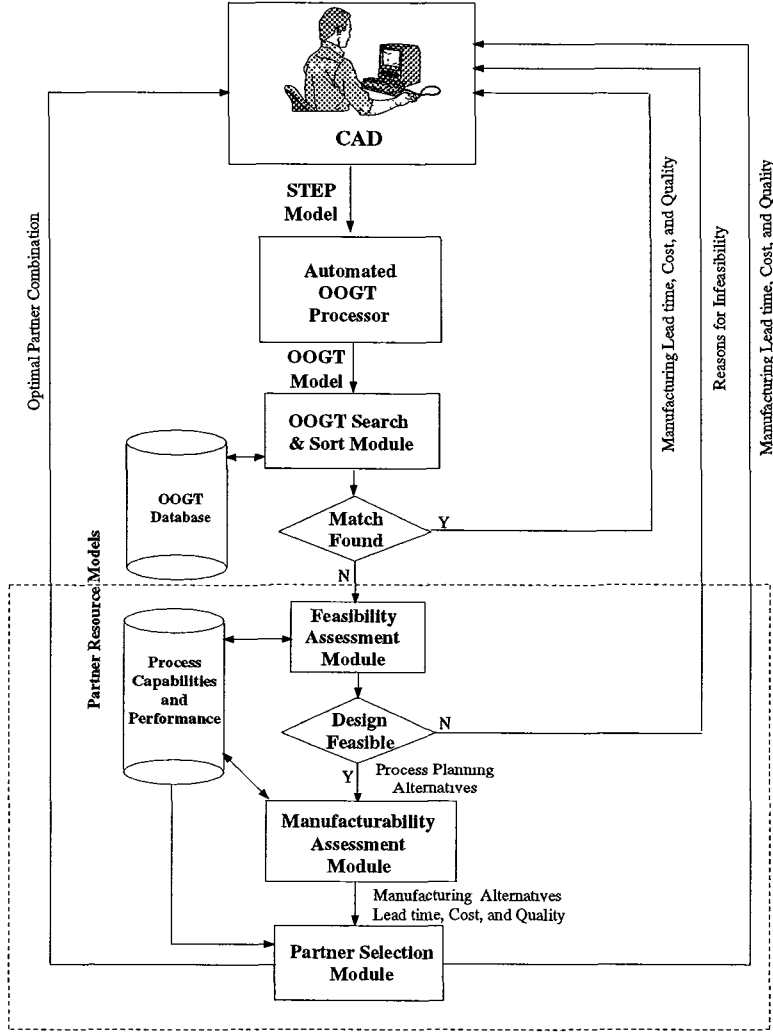 CAD
STEP
Model
Automated
OOGT
Processor
OOGT
Model
OOGT Search
& Sort Module
OOGT
Database
Match
Found
Y
N
Feasibility
Assessment
Module
Process
Capabilities
and
Performance
Design
Feasible
N
Y
Process Planning
Alternatives
Manufacturability
Assessment
Module
Manufacturing Alternatives
Lead time, Cost, and Quality
Partner Selection
Module
Optimal Partner Combination
Partner Resource Models
Manufacturing Lead time, Cost, and Quality
Reasons for Infeasibility
Manufacturing Lead time, Cost, and Quality